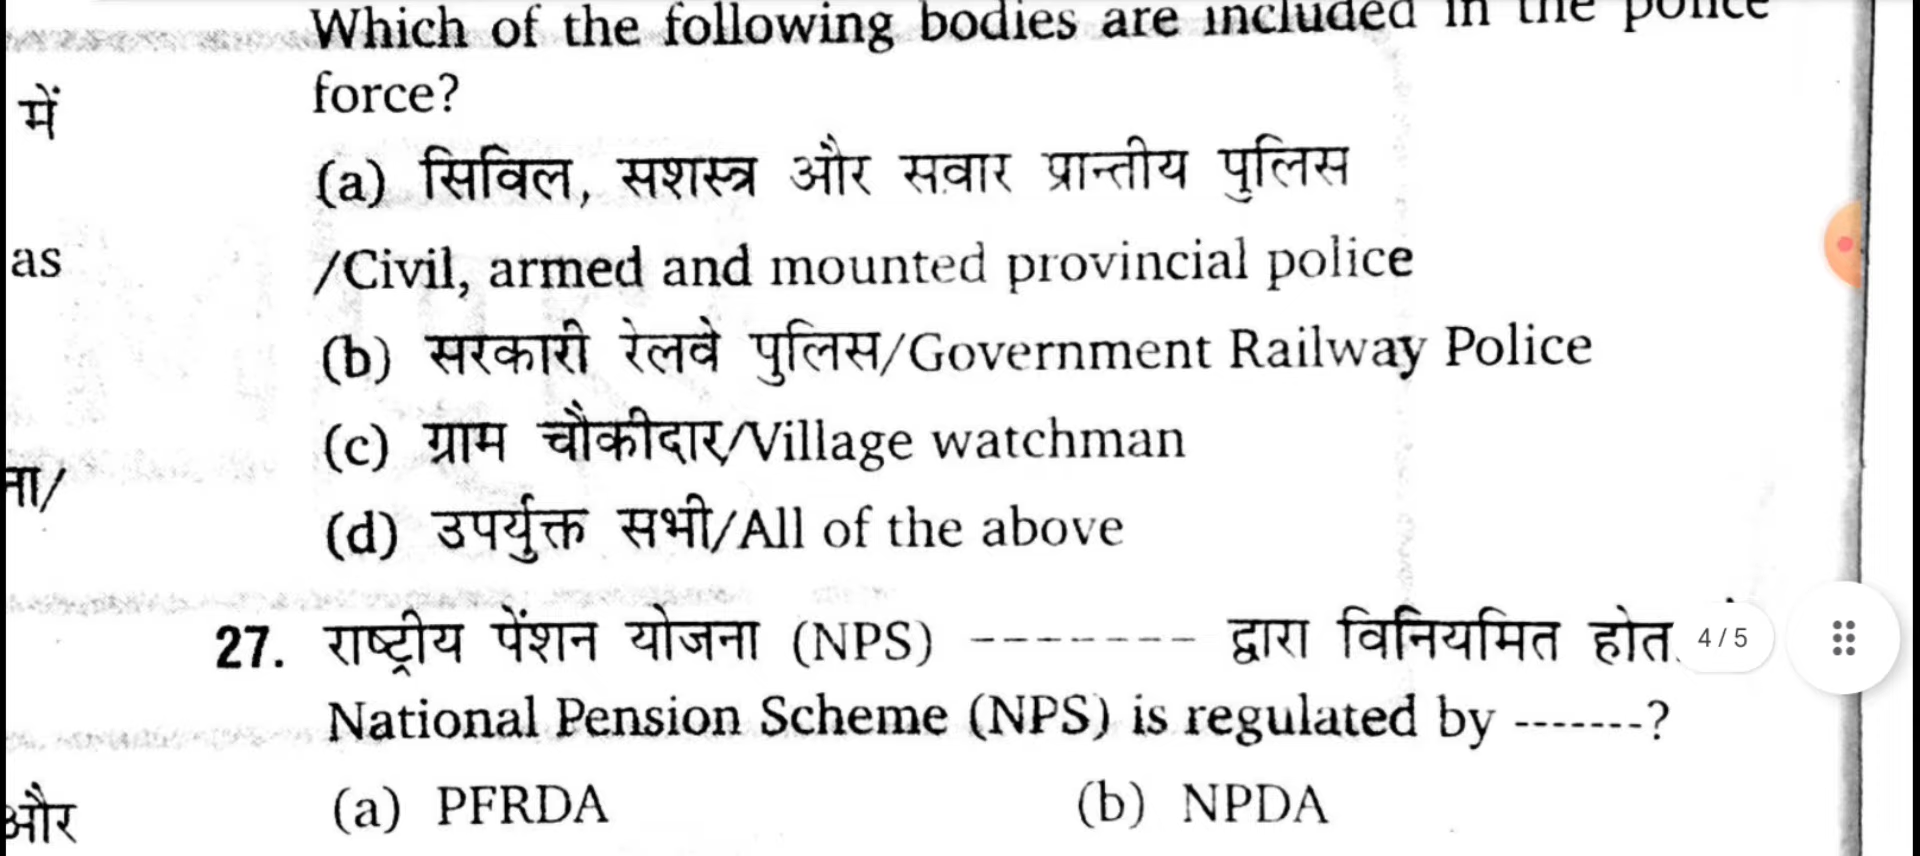 Which of the following bodies are included in the police
force?
में
(a) सिविल, सशस्त्र और सवार प्रान्तीय पुलिस
as
/Civil, armed and mounted provincial police
(b) सरकारी रेलवे पुलिस/Government Railway Police
(c) ग्राम चौकीदार/Village watchman
ना/
(d) उपर्युक्त सभी/All of the above
27. राष्ट्रीय पेंशन योजना (NPS) -------- द्वारा विनियमित होत
4 / 5
National Pension Scheme (NPS) is regulated by -------?
और
(a) PFRDA (b) NPDA